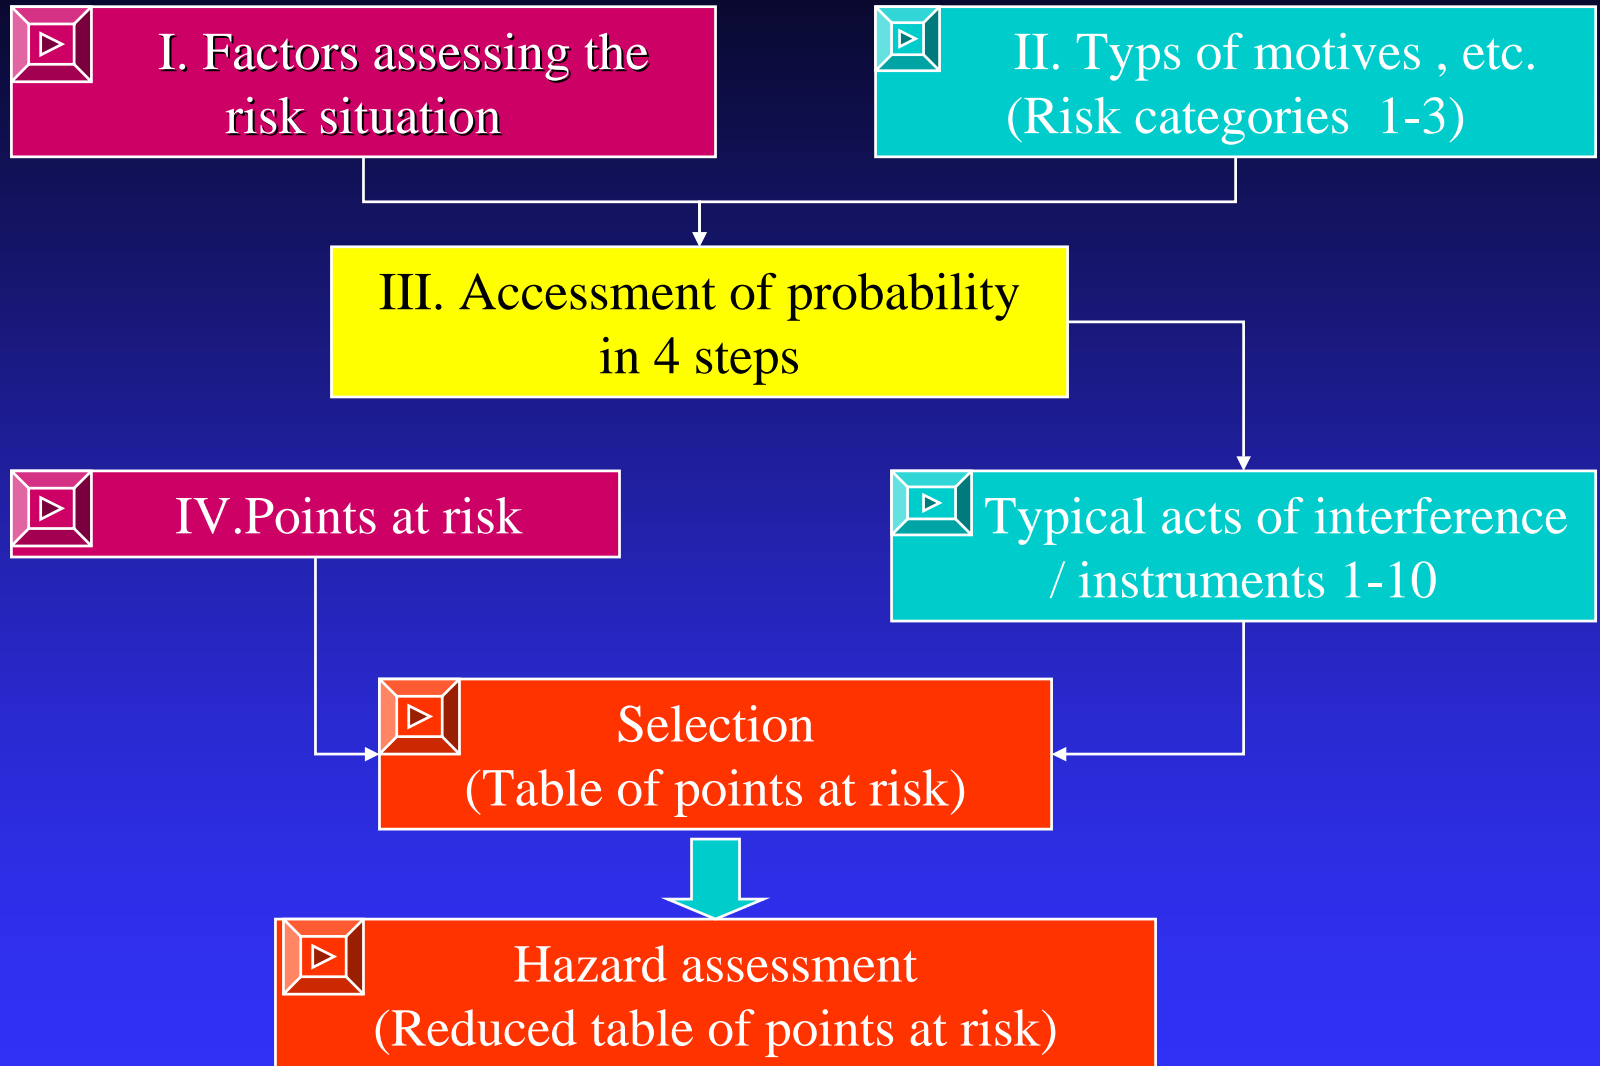 I. Factors assessing the
risk situation
II. Typs of motives , etc.
(Risk categories 1-3)
III. Accessment of probability
in 4 steps
IV.Points at risk
Typical acts of interference
/ instruments 1-10
Selection
(Table of points at risk)
Hazard assessment
(Reduced table of points at risk)